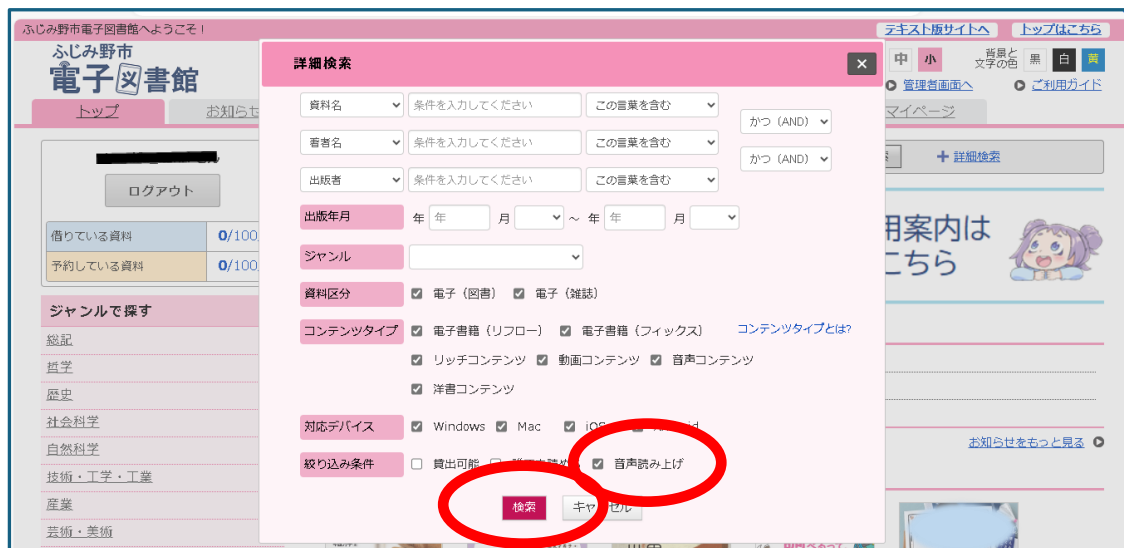 ふじみ野市電子図書館へようこそ！
テキスト版サイトへ トップはこちら
ふじみ野市
電子図書館
中 小 背景と文字の色 黒 白 黄
管理者画面へ ご利用ガイド
トップ お知らせ マイページ
詳細検索
資料名 条件を入力してください この言葉を含む
かつ（AND）
著者名 条件を入力してください この言葉を含む
かつ（AND）
出版者 条件を入力してください この言葉を含む
出版年月 年 年 月 ～ 年 年 月
ジャンル
資料区分 電子（図書） 電子（雑誌）
コンテンツタイプ 電子書籍（リフロー） 電子書籍（フィックス） コンテンツタイプとは?
リッチコンテンツ 動画コンテンツ 音声コンテンツ
洋書コンテンツ
対応デバイス Windows Mac
絞り込み条件 貸出可能 音声読み上げ
検索 キャンセル
+ 詳細検索
ログアウト
借りている資料 0/100
予約している資料 0/100
ジャンルで探す
総記
哲学
歴史
社会科学
自然科学
技術・工学・工業
産業
芸術・美術
用案内は
こちら
お知らせをもっと見る